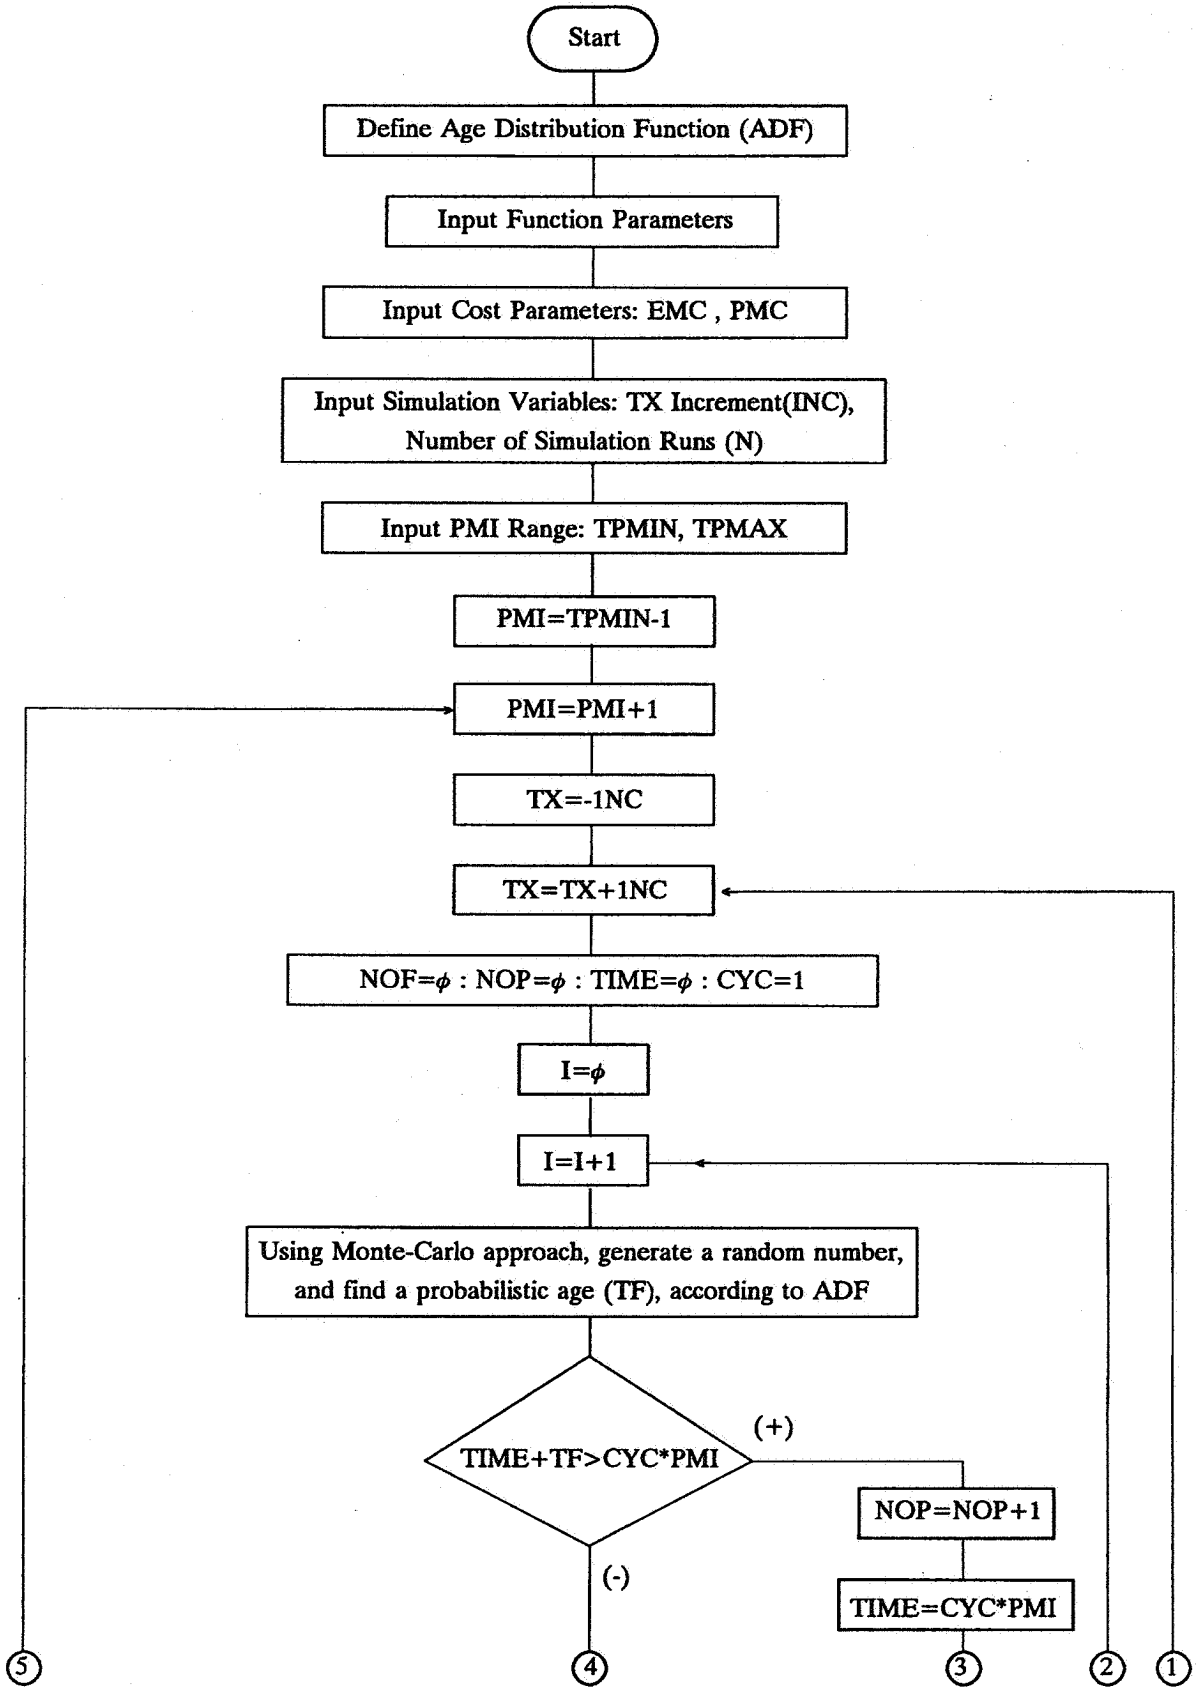 Start
Define Age Distribution Function (ADF)
Input Function Parameters
Input Cost Parameters: EMC , PMC
Input Simulation Variables: TX Increment(INC),
Number of Simulation Runs (N)
Input PMI Range: TPMIN, TPMAX
PMI=TPMIN-1
PMI=PMI+1
TX=-1NC
TX=TX+1NC
NOF=ϕ : NOP=ϕ : TIME=ϕ : CYC=1
I=ϕ
I=I+1
Using Monte-Carlo approach, generate a random number,
and find a probabilistic age (TF), according to ADF
(+)
TIME+TF>CYC*PMI
NOP=NOP+1
(-)
TIME=CYC*PMI
5 4 3 2 1